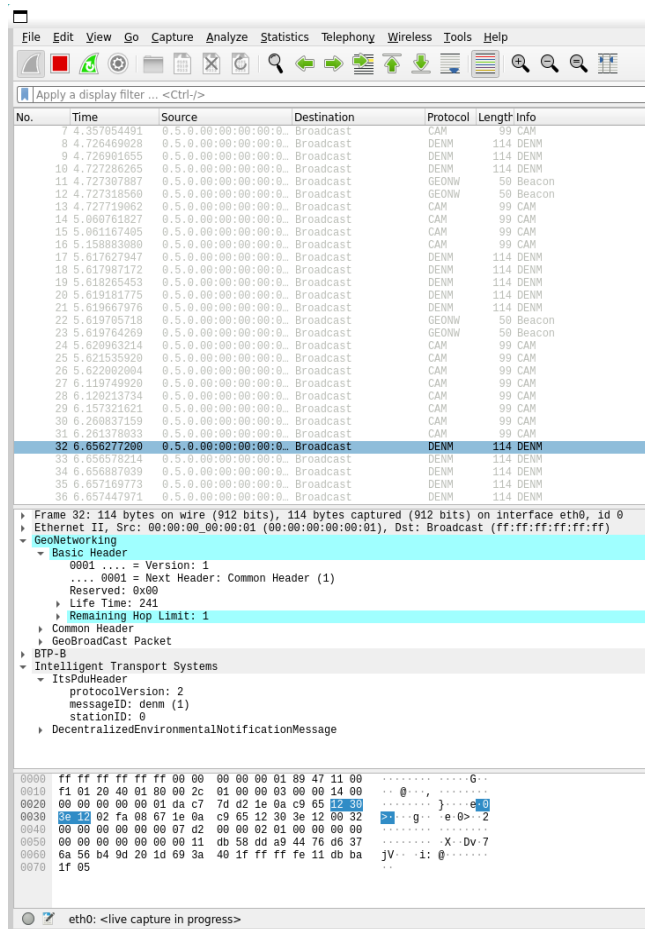 File Edit View Go Capture Analyze Statistics Telephony Wireless Tools Help
Apply a display filter ... <Ctrl-/>
No. Time Source Destination Protocol Length Info
7 4.357054491 0.5.0.00:00:00:00:0… Broadcast CAM 99 CAM
8 4.726469028 0.5.0.00:00:00:00:0… Broadcast DENM 114 DENM
9 4.726901655 0.5.0.00:00:00:00:0… Broadcast DENM 114 DENM
10 4.727286265 0.5.0.00:00:00:00:0… Broadcast DENM 114 DENM
11 4.727307887 0.5.0.00:00:00:00:0… Broadcast GEONW 50 Beacon
12 4.727318560 0.5.0.00:00:00:00:0… Broadcast GEONW 50 Beacon
13 4.727719062 0.5.0.00:00:00:00:0… Broadcast CAM 99 CAM
14 5.060761827 0.5.0.00:00:00:00:0… Broadcast CAM 99 CAM
15 5.061167405 0.5.0.00:00:00:00:0… Broadcast CAM 99 CAM
16 5.158883080 0.5.0.00:00:00:00:0… Broadcast CAM 99 CAM
17 5.617627947 0.5.0.00:00:00:00:0… Broadcast DENM 114 DENM
18 5.617987172 0.5.0.00:00:00:00:0… Broadcast DENM 114 DENM
19 5.618265453 0.5.0.00:00:00:00:0… Broadcast DENM 114 DENM
20 5.619181775 0.5.0.00:00:00:00:0… Broadcast DENM 114 DENM
21 5.619667976 0.5.0.00:00:00:00:0… Broadcast DENM 114 DENM
22 5.619705718 0.5.0.00:00:00:00:0… Broadcast GEONW 50 Beacon
23 5.619764269 0.5.0.00:00:00:00:0… Broadcast GEONW 50 Beacon
24 5.620963214 0.5.0.00:00:00:00:0… Broadcast CAM 99 CAM
25 5.621535920 0.5.0.00:00:00:00:0… Broadcast CAM 99 CAM
26 5.622002004 0.5.0.00:00:00:00:0… Broadcast CAM 99 CAM
27 6.119749920 0.5.0.00:00:00:00:0… Broadcast CAM 99 CAM
28 6.120213734 0.5.0.00:00:00:00:0… Broadcast CAM 99 CAM
29 6.157321621 0.5.0.00:00:00:00:0… Broadcast CAM 99 CAM
30 6.260837159 0.5.0.00:00:00:00:0… Broadcast CAM 99 CAM
31 6.261378033 0.5.0.00:00:00:00:0… Broadcast CAM 99 CAM
32 6.656277200 0.5.0.00:00:00:00:0… Broadcast DENM 114 DENM
33 6.656578214 0.5.0.00:00:00:00:0… Broadcast DENM 114 DENM
34 6.656887039 0.5.0.00:00:00:00:0… Broadcast DENM 114 DENM
35 6.657169773 0.5.0.00:00:00:00:0… Broadcast DENM 114 DENM
36 6.657447971 0.5.0.00:00:00:00:0… Broadcast DENM 114 DENM
Frame 32: 114 bytes on wire (912 bits), 114 bytes captured (912 bits) on interface eth0, id 0
Ethernet II, Src: 00:00:00_00:00:01 (00:00:00:00:00:01), Dst: Broadcast (ff:ff:ff:ff:ff:ff)
GeoNetworking
Basic Header
0001 .... = Version: 1
.... 0001 = Next Header: Common Header (1)
Reserved: 0x00
Life Time: 241
Remaining Hop Limit: 1
Common Header
GeoBroadCast Packet
BTP-B
Intelligent Transport Systems
ItsPduHeader
protocolVersion: 2
messageID: denm (1)
stationID: 0
DecentralizedEnvironmentalNotificationMessage
0000 ff ff ff ff ff ff 00 00 00 00 00 01 89 47 11 00 ········ ·····G··
0010 f1 01 20 40 01 80 00 2c 01 00 00 03 00 00 14 00 ·· @···, ········
0020 00 00 00 00 00 01 da c7 7d d2 1e 0a c9 65 12 30 ········ }····e·0
0030 3e 12 02 fa 08 67 1e 0a c9 65 12 30 3e 12 00 32 >····g·· ·e·0>··2
0040 00 00 00 00 00 00 07 d2 00 00 02 01 00 00 00 00 ········ ········
0050 00 00 00 00 00 00 00 11 db 58 dd a9 44 76 d6 37 ········ ·X··Dv·7
0060 6a 56 b4 9d 20 1d 69 3a 40 1f ff ff fe 11 db ba jV·· ·i: @·······
0070 1f 05 ··
eth0: <live capture in progress>